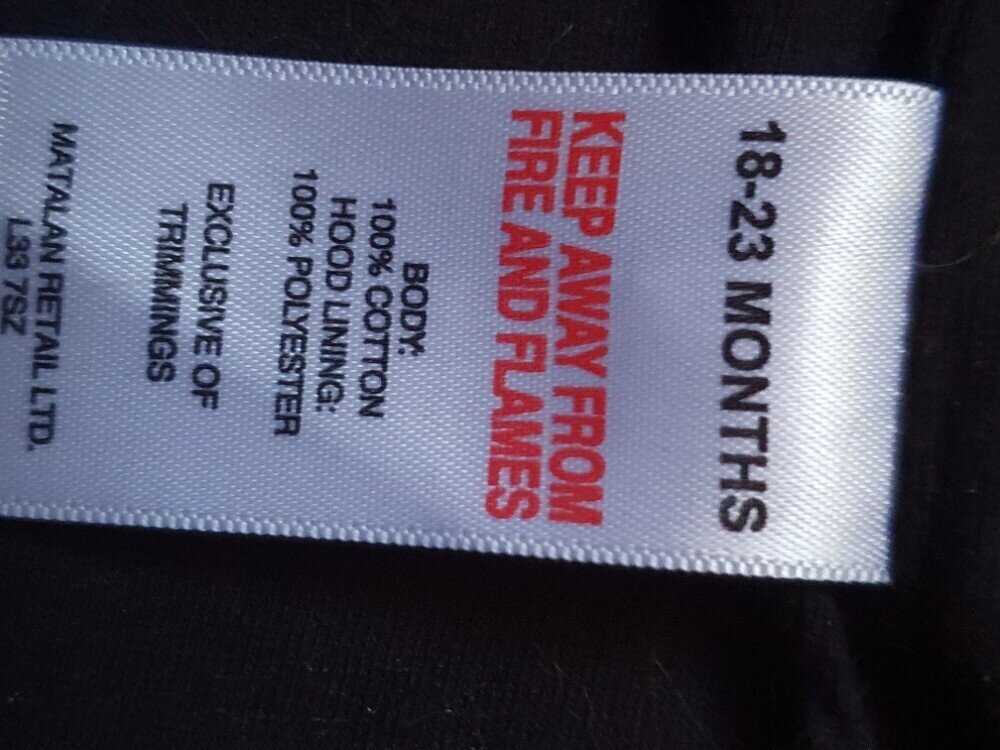 18-23 MONTHS
KEEP AWAY FROM
FIRE AND FLAMES
BODY:
100% COTTON
HOOD LINING:
100% POLYESTER
EXCLUSIVE OF
TRIMMINGS
MATALAN RETAIL LTD.
L33 7SZ